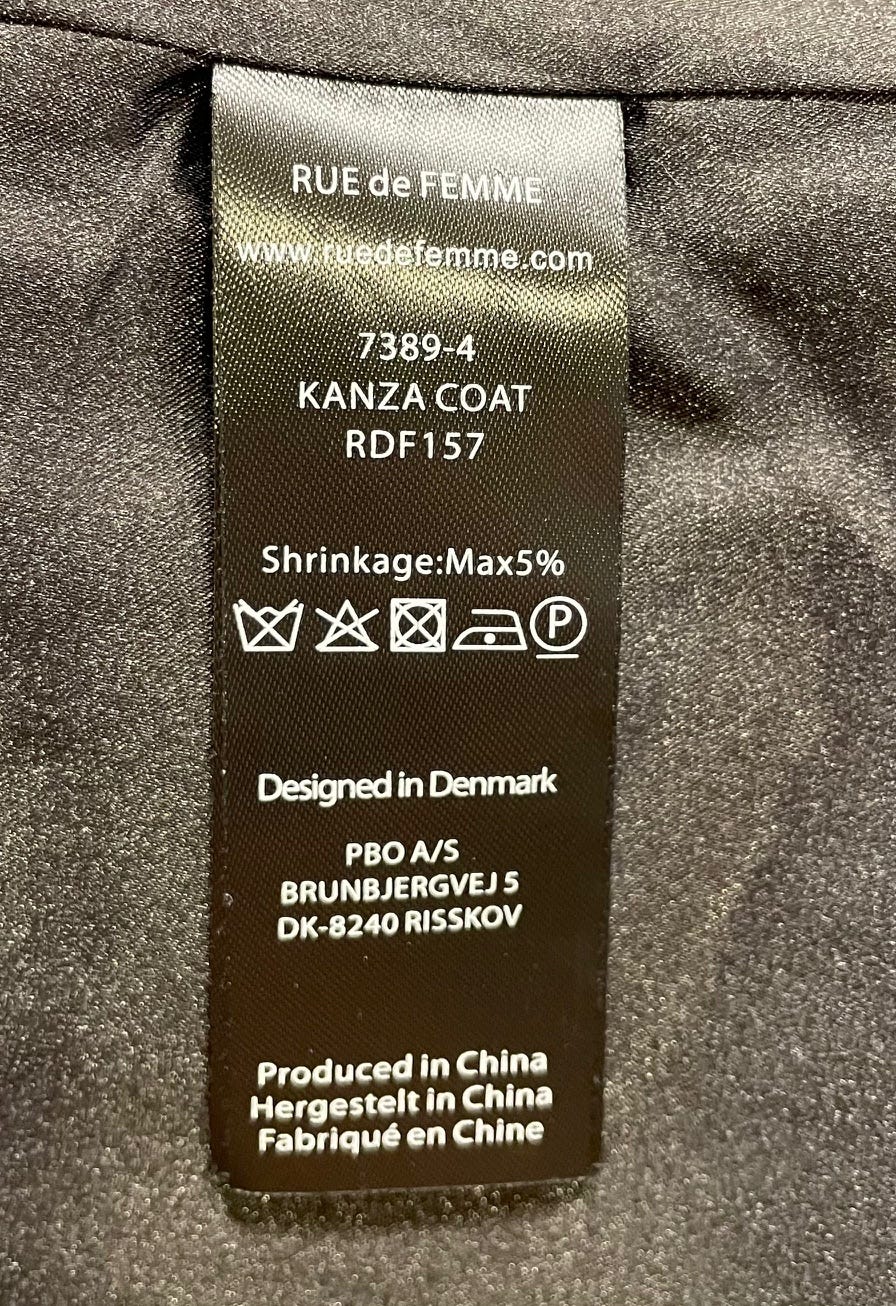 RUE de FEMME
www.ruedefemme.com
7389-4
KANZA COAT
RDF157
Shrinkage:Max5%
P
Designed in Denmark
PBO A/S
BRUNBJERGVEJ 5
DK-8240 RISSKOV
Produced in China
Hergestelt in China
Fabriqué en Chine